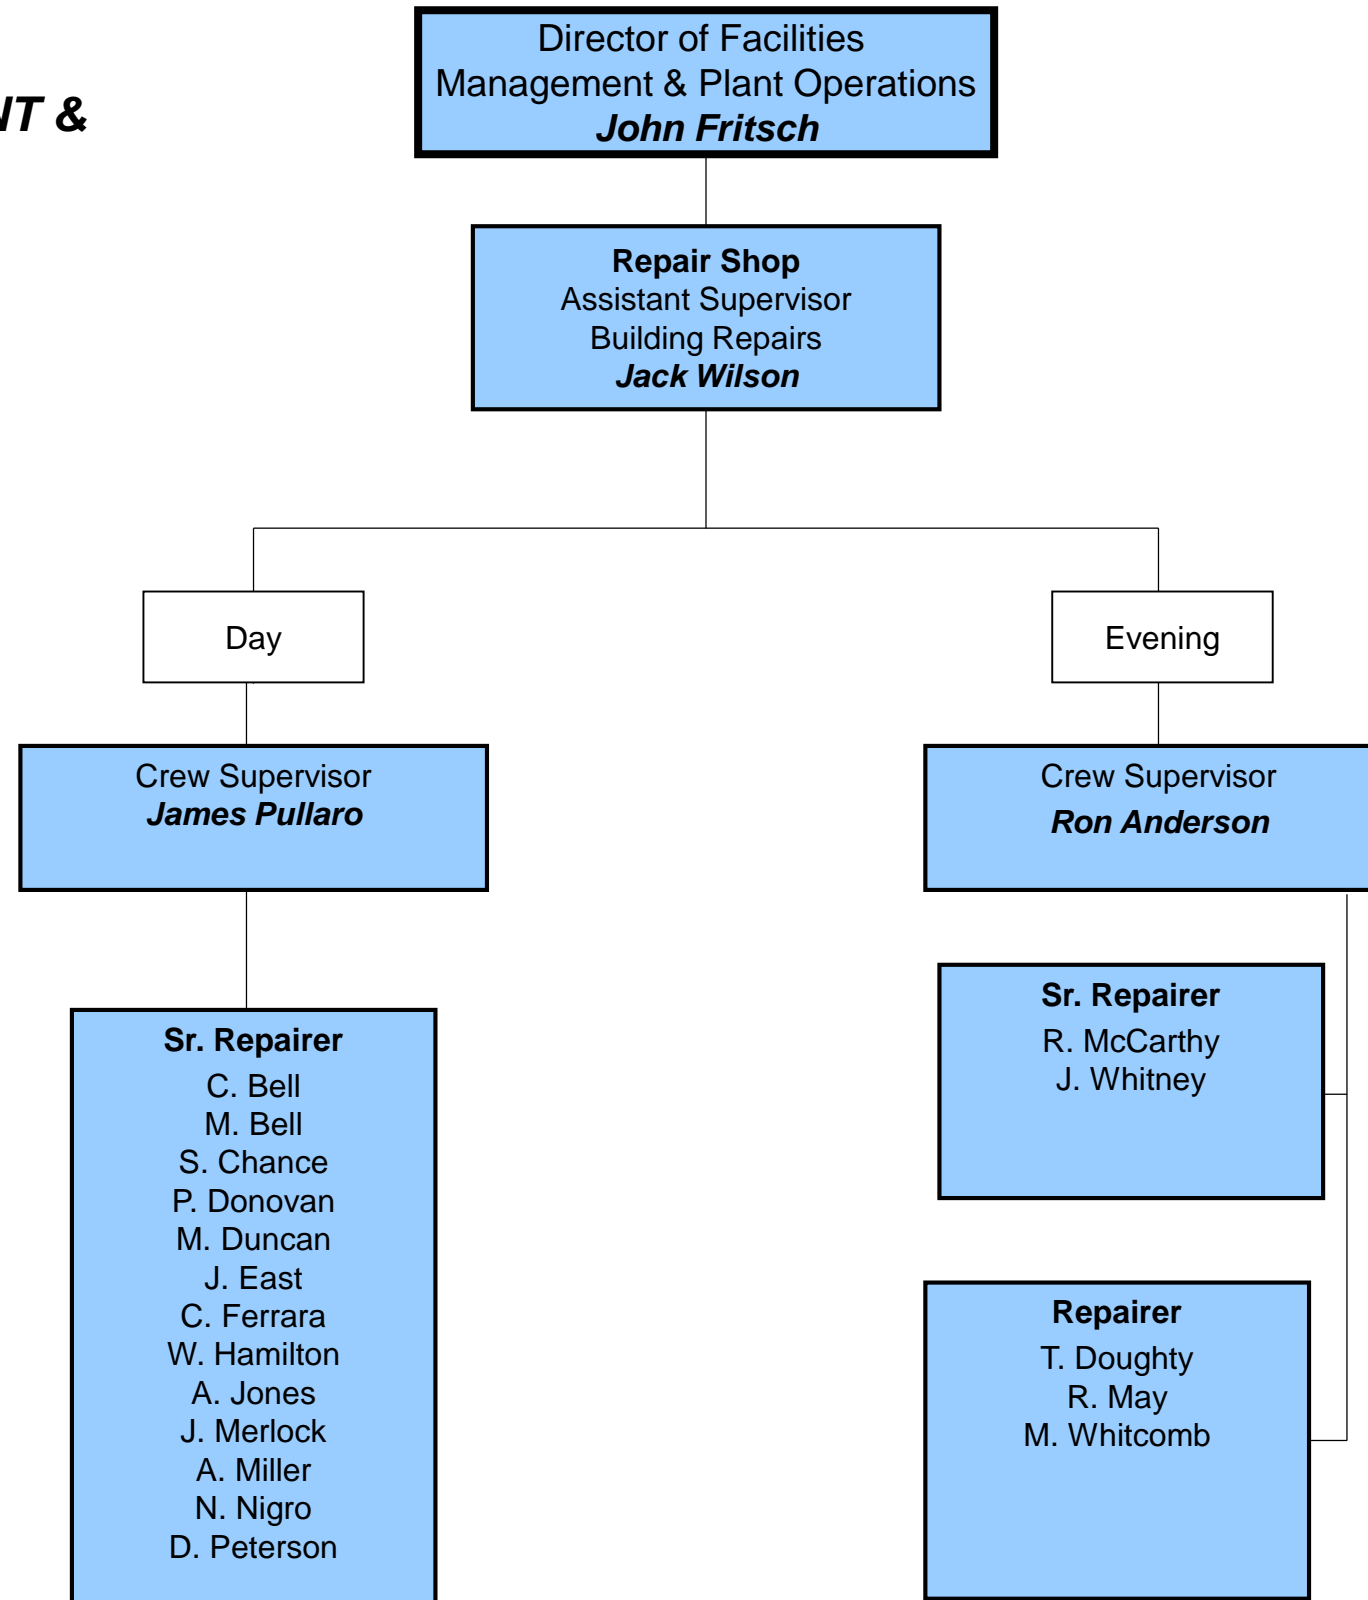 NT &
Director of Facilities
Management & Plant Operations
John Fritsch
Repair Shop
Assistant Supervisor
Building Repairs
Jack Wilson
Day
Evening
Crew Supervisor
James Pullaro
Crew Supervisor
Ron Anderson
Sr. Repairer
C. Bell
M. Bell
S. Chance
P. Donovan
M. Duncan
J. East
C. Ferrara
W. Hamilton
A. Jones
J. Merlock
A. Miller
N. Nigro
D. Peterson
Sr. Repairer
R. McCarthy
J. Whitney
Repairer
T. Doughty
R. May
M. Whitcomb